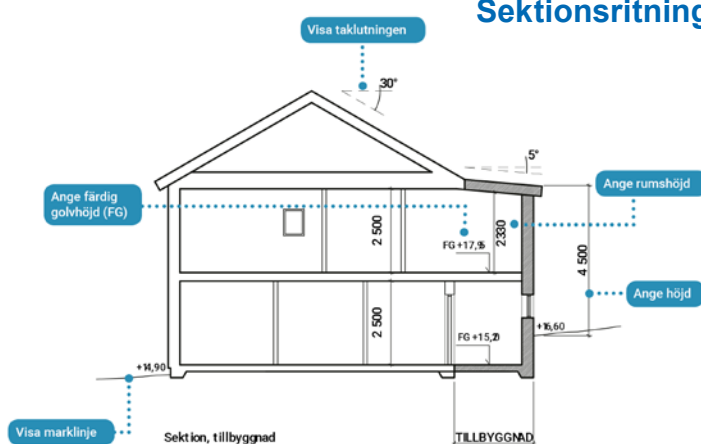 Sektionsritning
Visa taklutningen
30°
5°
Ange färdig
golvhöjd (FG)
Ange rumshöjd
2 500
FG +17,95
2330
4 500
Ange höjd
2 500
FG +15,20
+16,60
+14,90
Visa marklinje
Sektion, tillbyggnad
TILLBYGGNAD